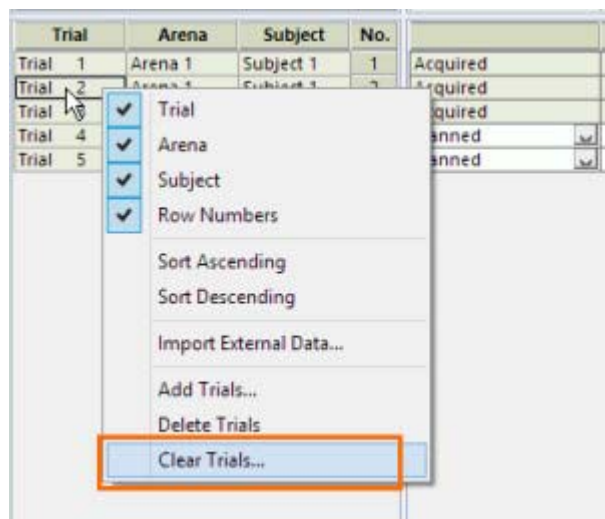 Trial Arena Subject No.
Trial 1 Arena 1 Subject 1 1 Acquired
Trial 2
Trial
Trial 4
Trial 5
Trial
Arena
Subject
Row Numbers
Sort Ascending
Sort Descending
Import External Data...
Add Trials...
Delete Trials
Clear Trials...